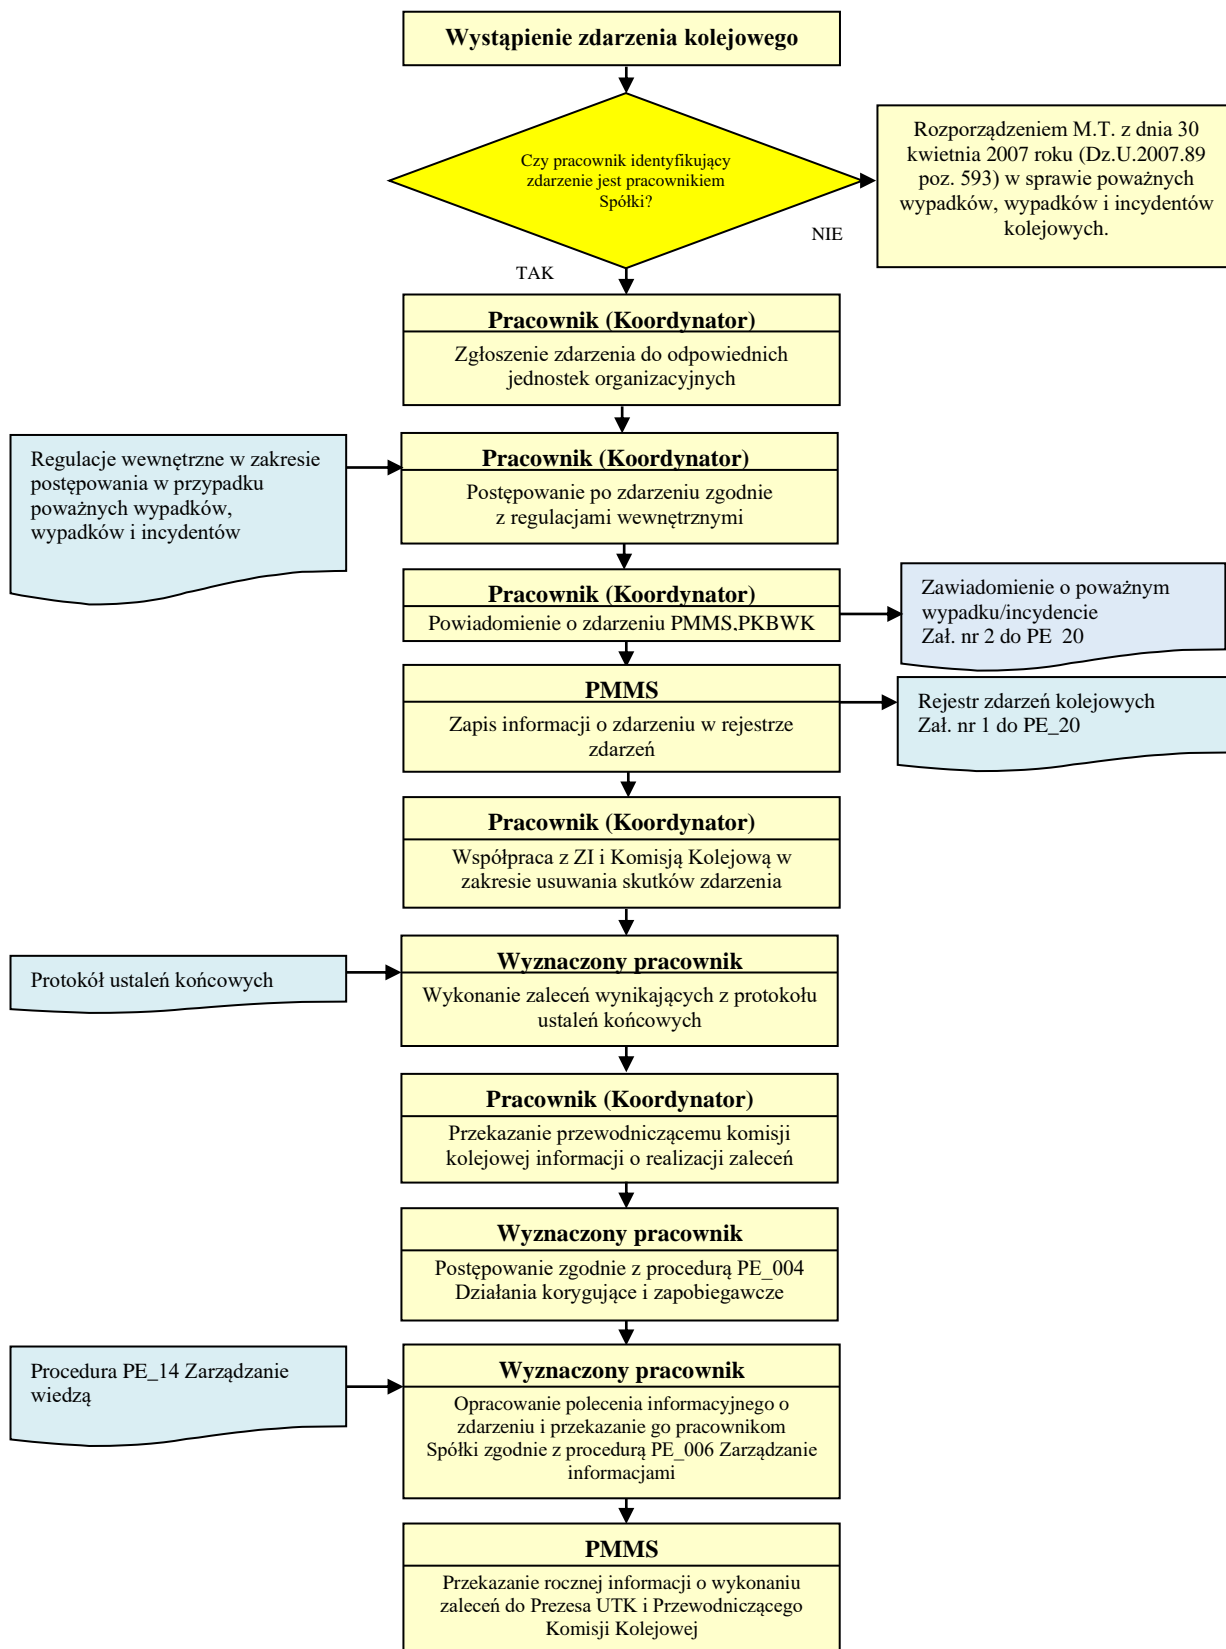 Wystąpienie zdarzenia kolejowego
Czy pracownik identyfikujący
zdarzenie jest pracownikiem
Spółki?
NIE
TAK
Rozporządzeniem M.T. z dnia 30
kwietnia 2007 roku (Dz.U.2007.89
poz. 593) w sprawie poważnych
wypadków, wypadków i incydentów
kolejowych.
Pracownik (Koordynator)
Zgłoszenie zdarzenia do odpowiednich
jednostek organizacyjnych
Regulacje wewnętrzne w zakresie
postępowania w przypadku
poważnych wypadków,
wypadków i incydentów
Pracownik (Koordynator)
Postępowanie po zdarzeniu zgodnie
z regulacjami wewnętrznymi
Pracownik (Koordynator)
Powiadomienie o zdarzeniu PMMS,PKBWK
Zawiadomienie o poważnym
wypadku/incydencie
Zał. nr 2 do PE_20
PMMS
Zapis informacji o zdarzeniu w rejestrze
zdarzeń
Rejestr zdarzeń kolejowych
Zał. nr 1 do PE_20
Pracownik (Koordynator)
Współpraca z ZI i Komisją Kolejową w
zakresie usuwania skutków zdarzenia
Protokół ustaleń końcowych
Wyznaczony pracownik
Wykonanie zaleceń wynikających z protokołu
ustaleń końcowych
Pracownik (Koordynator)
Przekazanie przewodniczącemu komisji
kolejowej informacji o realizacji zaleceń
Wyznaczony pracownik
Postępowanie zgodnie z procedurą PE_004
Działania korygujące i zapobiegawcze
Procedura PE_14 Zarządzanie
wiedzą
Wyznaczony pracownik
Opracowanie polecenia informacyjnego o
zdarzeniu i przekazanie go pracownikom
Spółki zgodnie z procedurą PE_006 Zarządzanie
informacjami
PMMS
Przekazanie rocznej informacji o wykonaniu
zaleceń do Prezesa UTK i Przewodniczącego
Komisji Kolejowej